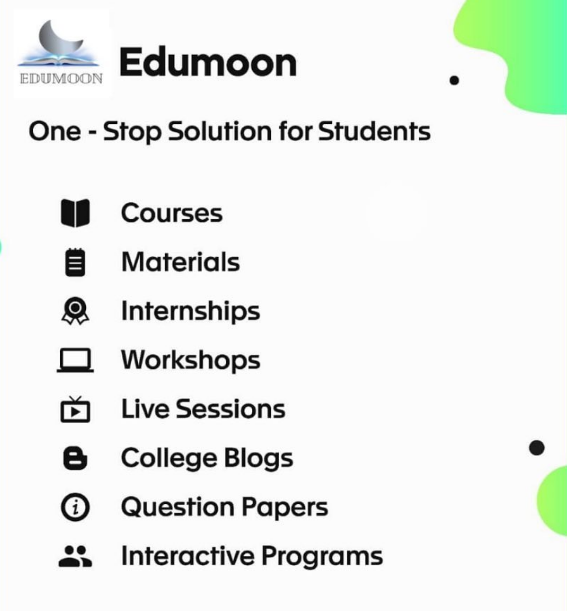 EDUMOON
Edumoon
One - Stop Solution for Students
Courses
Materials
Internships
Workshops
Live Sessions
College Blogs
Question Papers
Interactive Programs